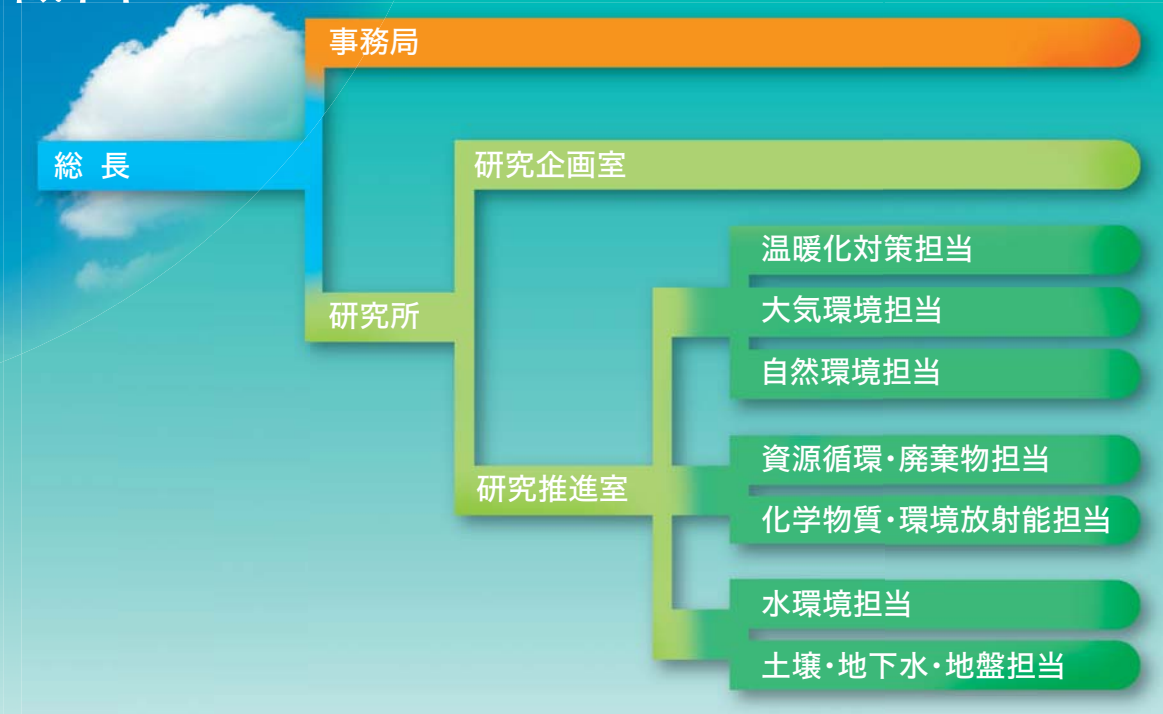 事務局
総 長
研究企画室
温暖化対策担当
研究所
大気環境担当
自然環境担当
資源循環・廃棄物担当
研究推進室
化学物質・環境放射能担当
水環境担当
土壌・地下水・地盤担当